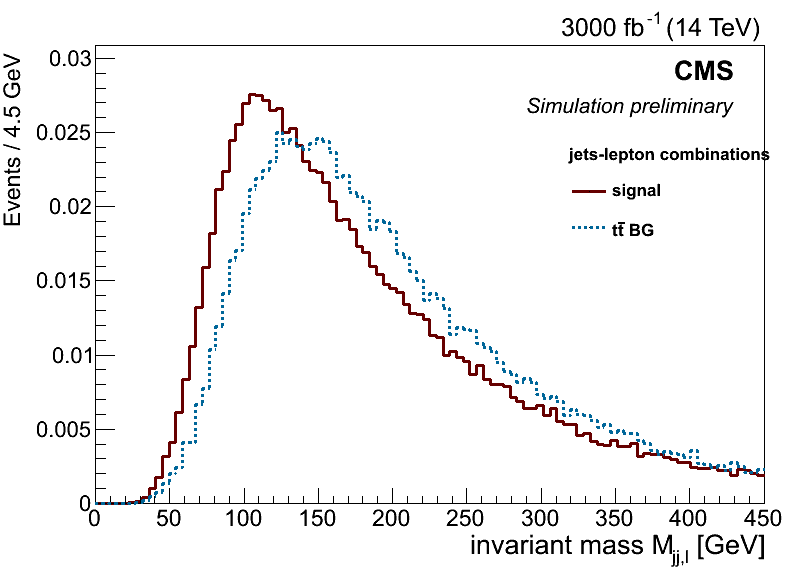 3000 fb⁻¹ (14 TeV)
Events / 4.5 GeV
0.03
0.025
0.02
0.015
0.01
0.005
0
CMS
Simulation preliminary
jets-lepton combinations
signal
tt̄ BG
0 50 100 150 200 250 300 350 400 450
invariant mass Mjj,l [GeV]